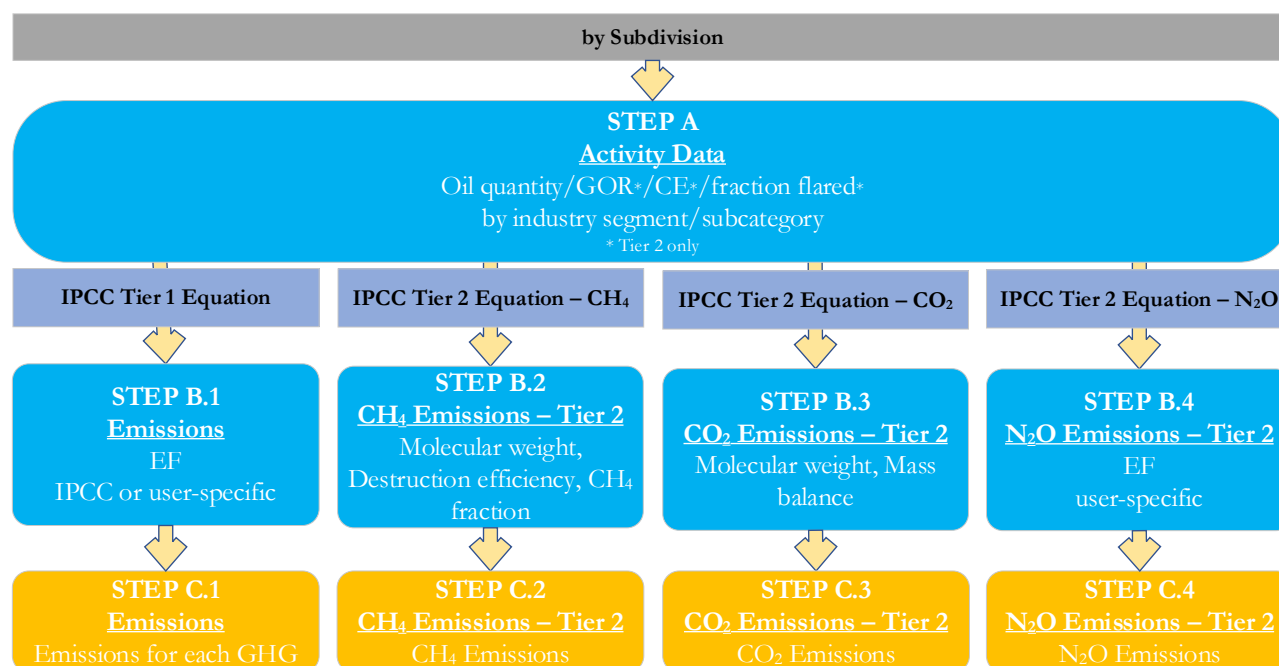 by Subdivision
STEP A
Activity Data
Oil quantity/GOR*/CE*/fraction flared*
by industry segment/subcategory
* Tier 2 only
IPCC Tier 1 Equation
IPCC Tier 2 Equation – CH₄
IPCC Tier 2 Equation – CO₂
IPCC Tier 2 Equation – N₂O
STEP B.1
Emissions
EF
IPCC or user-specific
STEP B.2
CH₄ Emissions – Tier 2
Molecular weight,
Destruction efficiency, CH₄
fraction
STEP B.3
CO₂ Emissions – Tier 2
Molecular weight, Mass
balance
STEP B.4
N₂O Emissions – Tier 2
EF
user-specific
STEP C.1
Emissions
Emissions for each GHG
STEP C.2
CH₄ Emissions – Tier 2
CH₄ Emissions
STEP C.3
CO₂ Emissions – Tier 2
CO₂ Emissions
STEP C.4
N₂O Emissions – Tier 2
N₂O Emissions